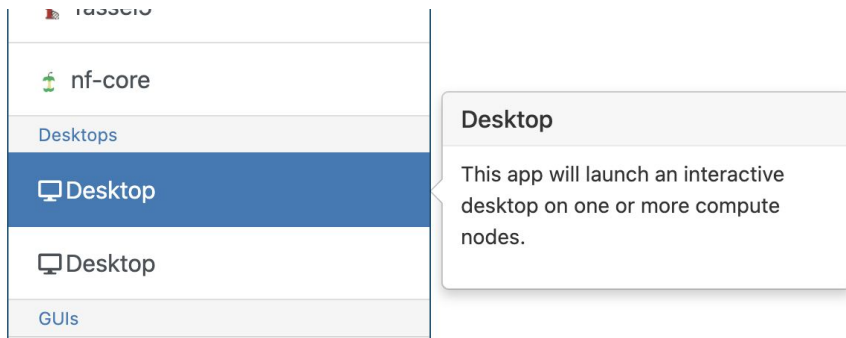 nf-core
Desktops
Desktop
Desktop
GUIs
Desktop
This app will launch an interactive
desktop on one or more compute
nodes.